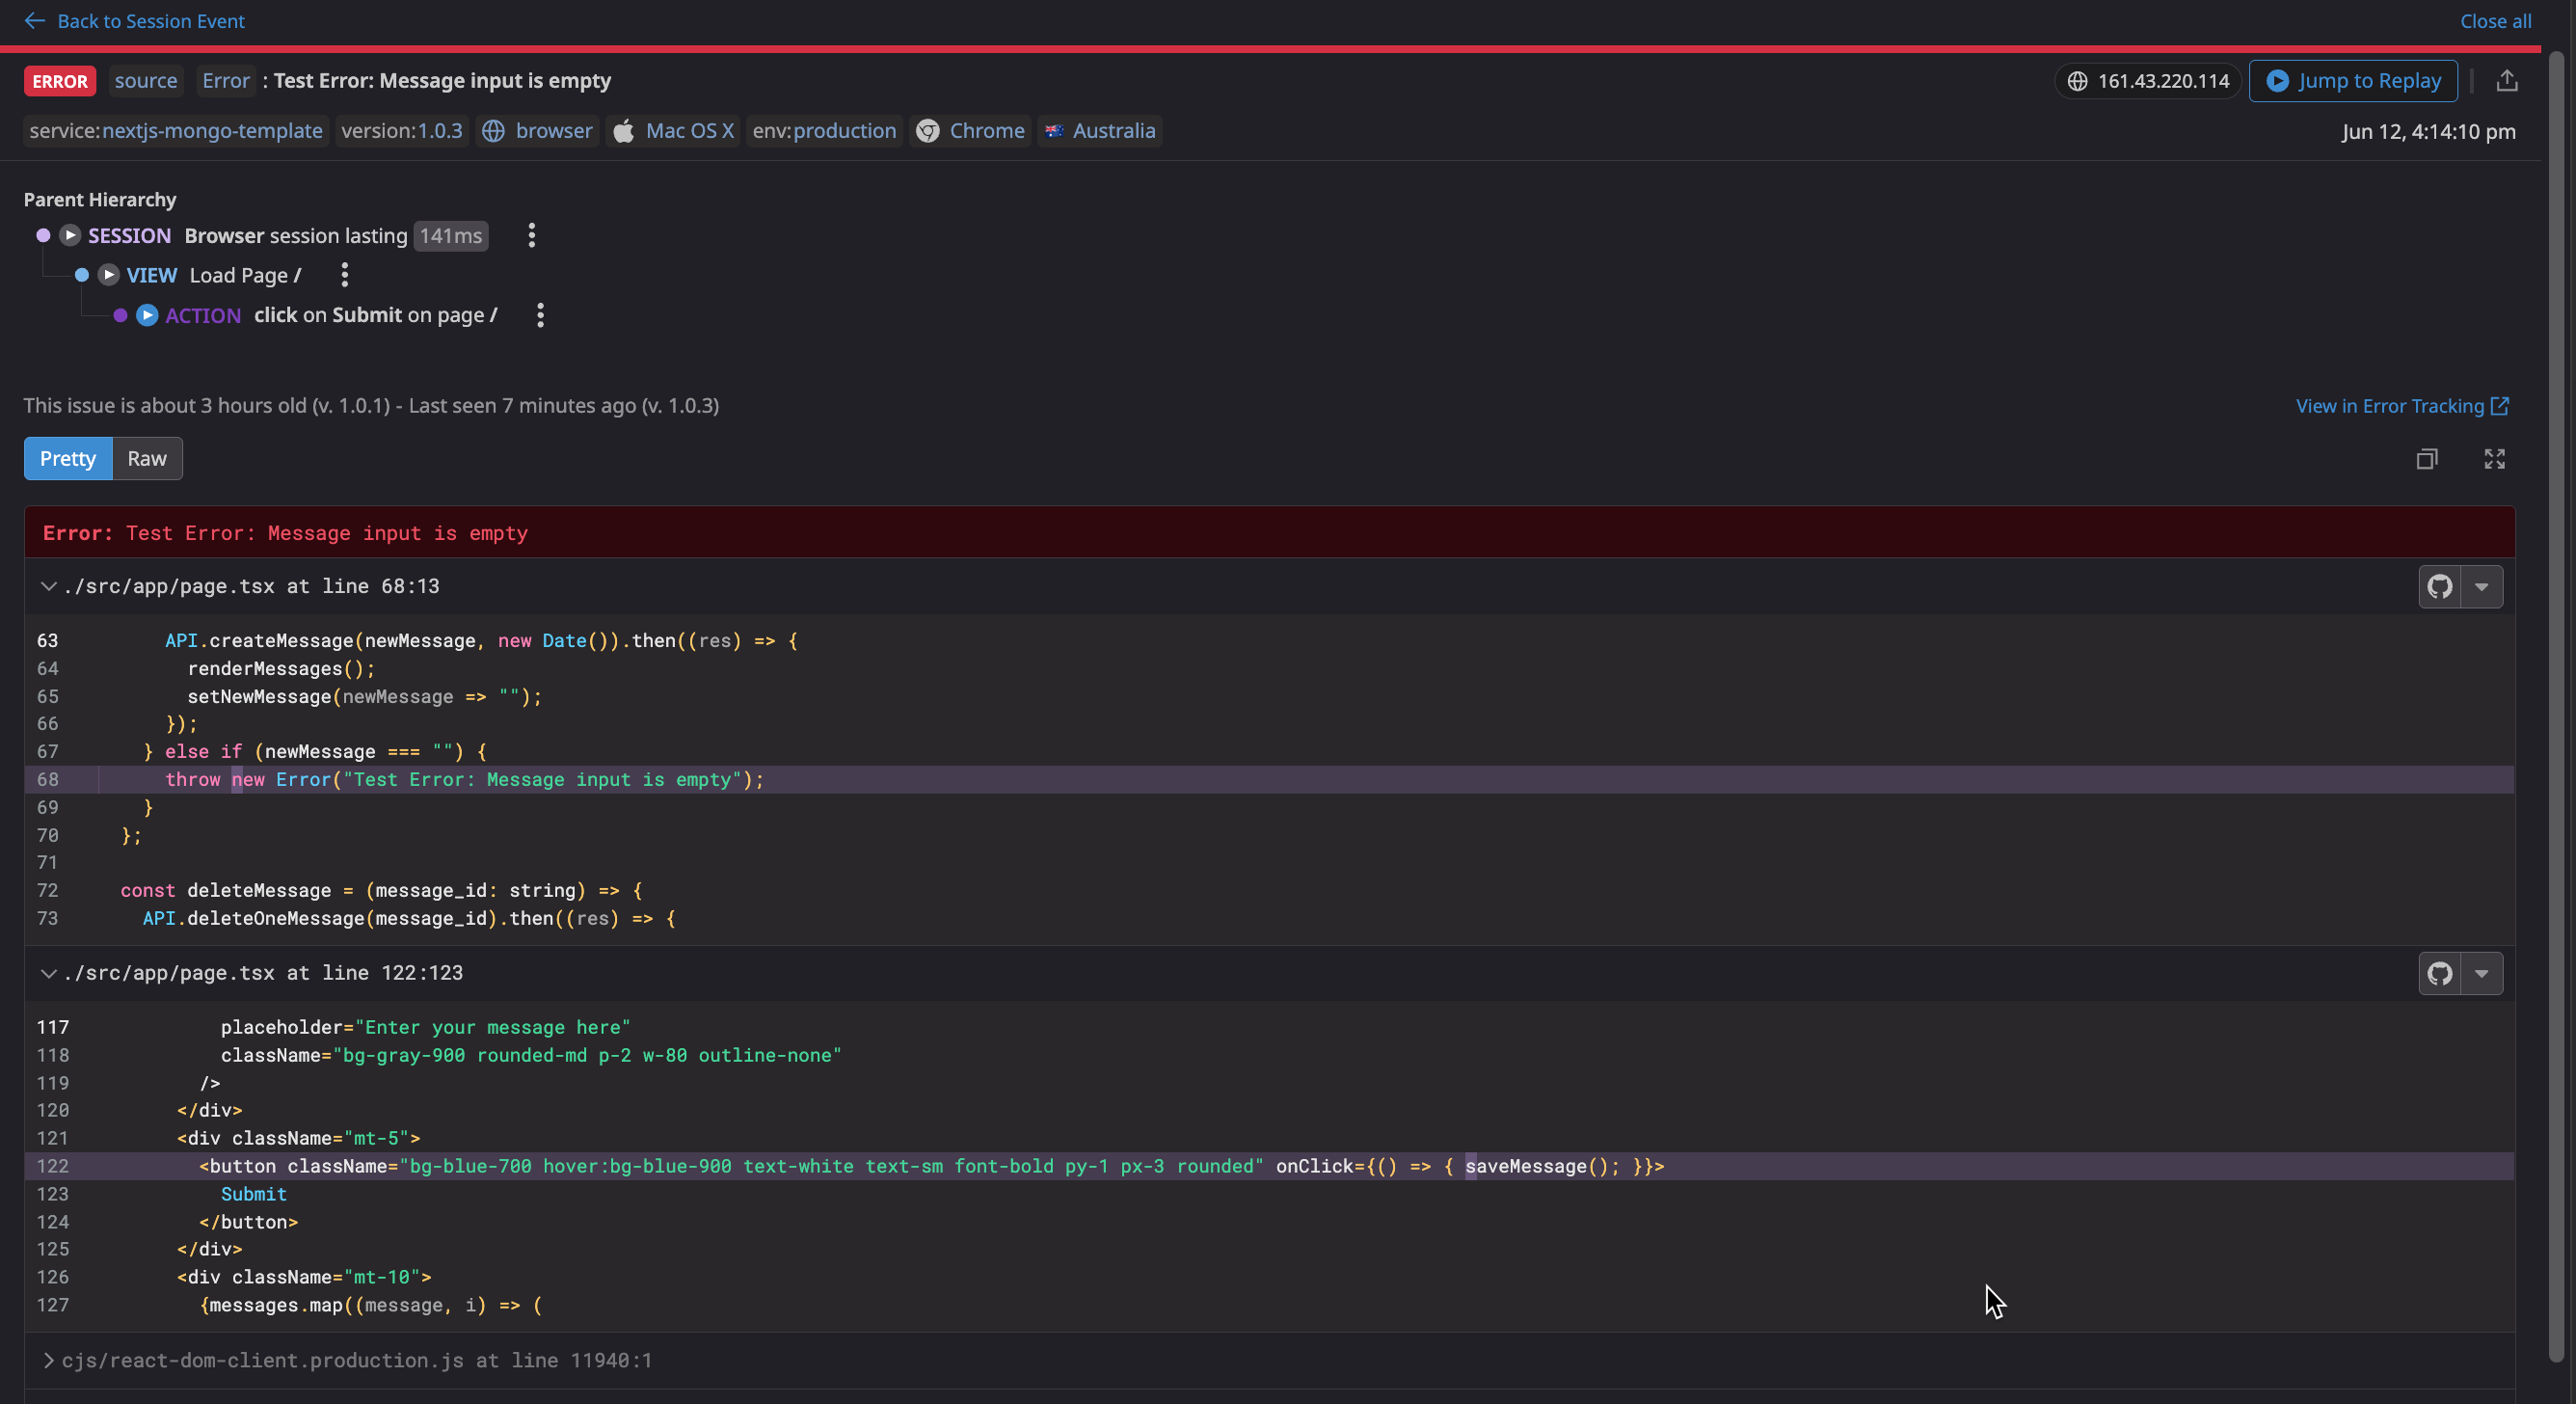 Back to Session Event Close all
ERROR source Error : Test Error: Message input is empty 161.43.220.114 Jump to Replay
service:nextjs-mongo-template version:1.0.3 browser Mac OS X env:production Chrome Australia Jun 12, 4:14:10 pm
Parent Hierarchy
SESSION Browser session lasting 141ms
VIEW Load Page /
ACTION click on Submit on page /
This issue is about 3 hours old (v. 1.0.1) - Last seen 7 minutes ago (v. 1.0.3) View in Error Tracking
Pretty Raw
Error: Test Error: Message input is empty
./src/app/page.tsx at line 68:13
63 API.createMessage(newMessage, new Date()).then((res) => {
64 renderMessages();
65 setNewMessage(newMessage => "");
66 });
67 } else if (newMessage === "") {
68 throw new Error("Test Error: Message input is empty");
69 }
70 };
71
72 const deleteMessage = (message_id: string) => {
73 API.deleteOneMessage(message_id).then((res) => {
./src/app/page.tsx at line 122:123
117 placeholder="Enter your message here"
118 className="bg-gray-900 rounded-md p-2 w-80 outline-none"
119 />
120 </div>
121 <div className="mt-5">
122 <button className="bg-blue-700 hover:bg-blue-900 text-white text-sm font-bold py-1 px-3 rounded" onClick={() => { saveMessage(); }}>
123 Submit
124 </button>
125 </div>
126 <div className="mt-10">
127 {messages.map((message, i) => (
cjs/react-dom-client.production.js at line 11940:1